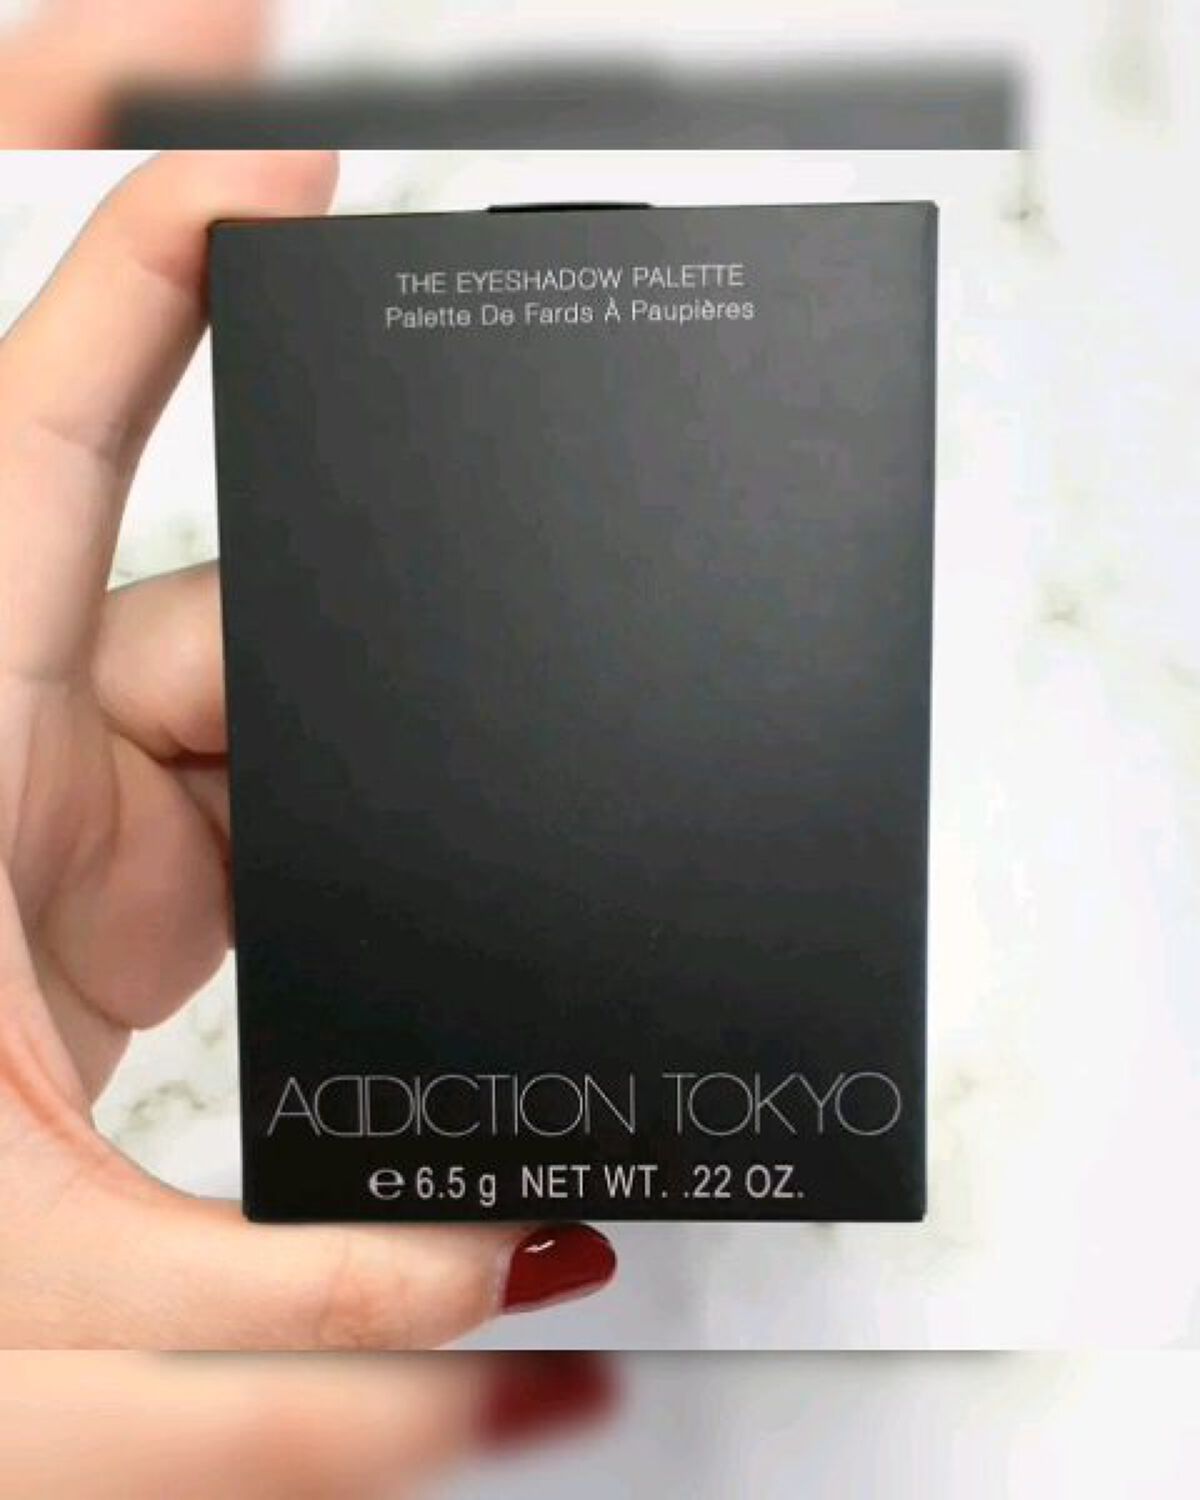 THE EYESHADOW PALETTE
Palette De Fards À Paupières
ADDICTION TOKYO
℮ 6.5 g NET WT. .22 OZ.